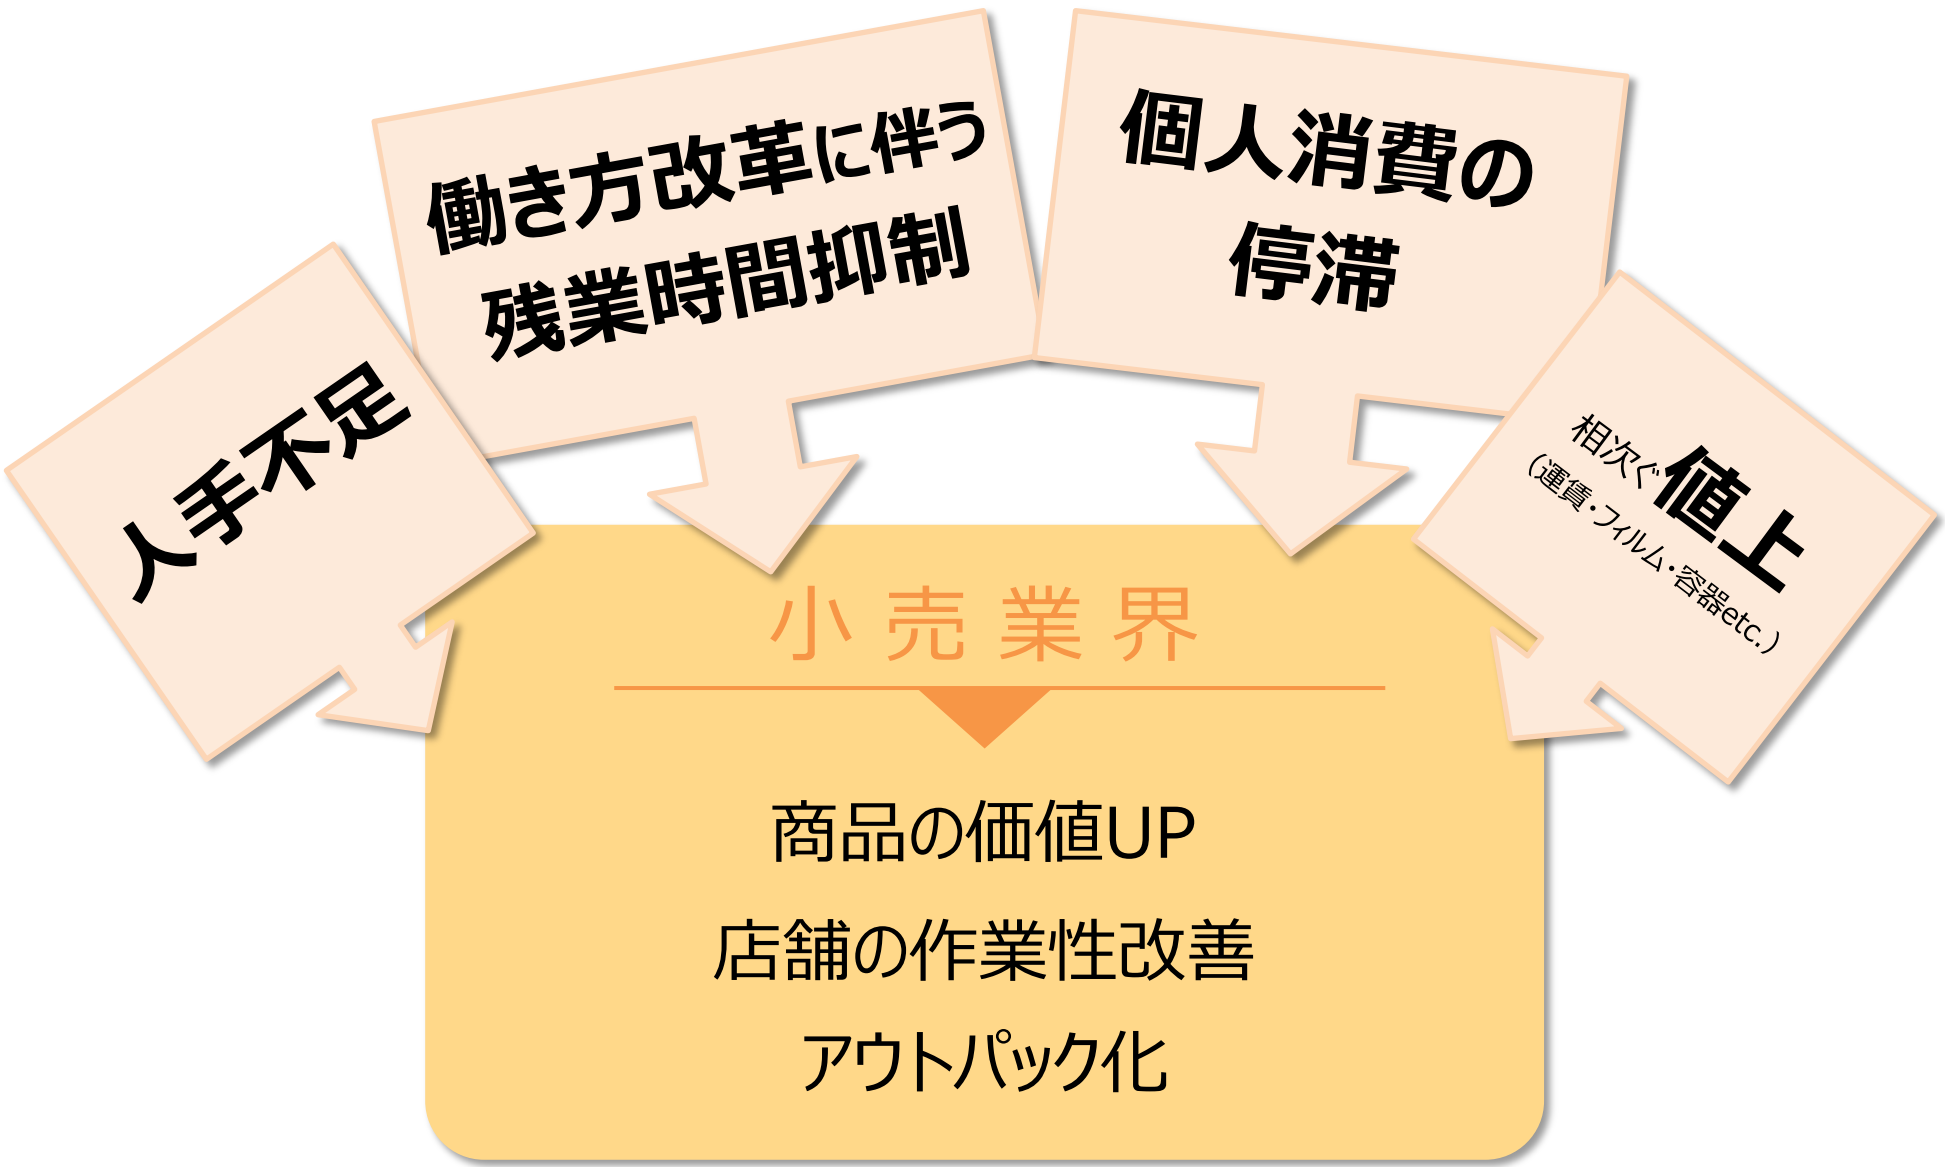 人手不足
働き方改革に伴う
残業時間抑制
個人消費の
停滞
相次ぐ値上
(運賃・フィルム・容器etc.)
小売業界
商品の価値UP
店舗の作業性改善
アウトパック化